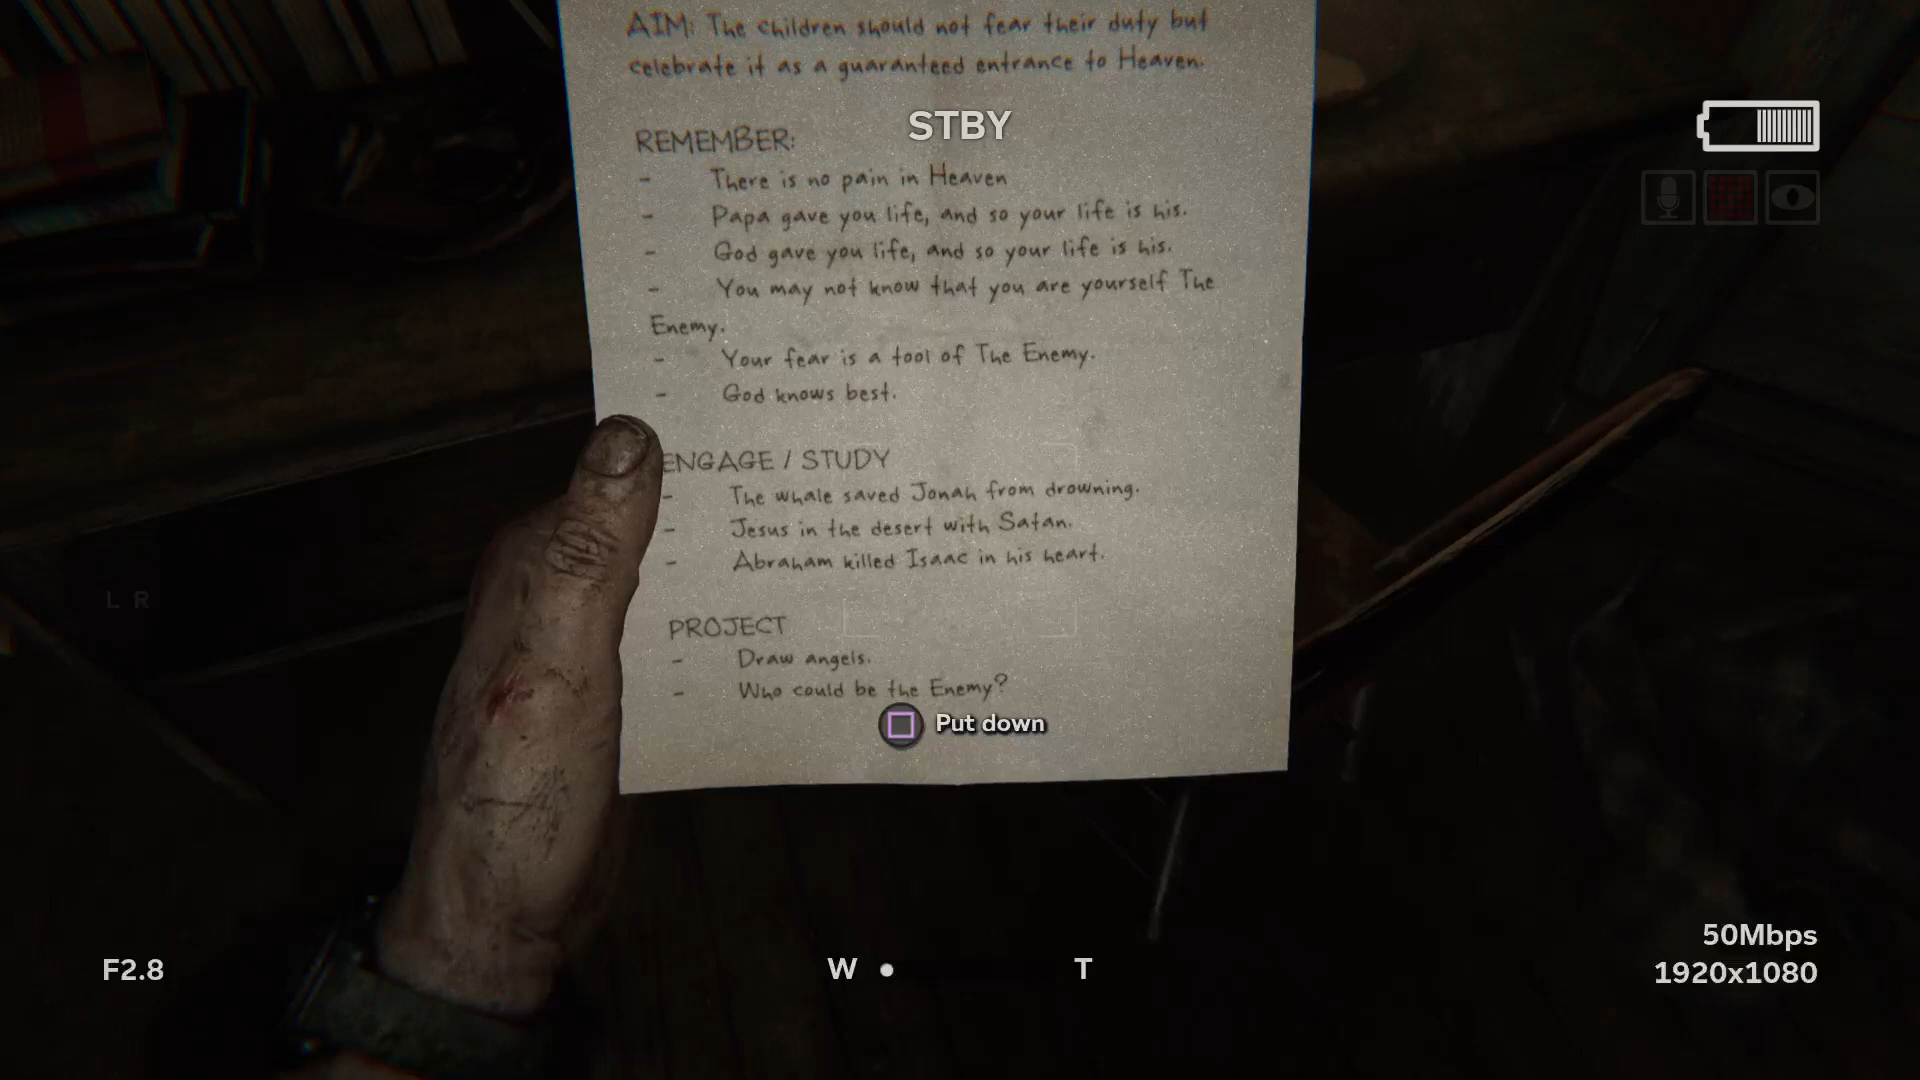 AIM: The children should not fear their duty but
celebrate it as a guaranteed entrance to Heaven.
STBY
REMEMBER:
- There is no pain in Heaven
- Papa gave you life, and so your life is his.
- God gave you life, and so your life is his.
- You may not know that you are yourself The
Enemy.
- Your fear is a tool of The Enemy.
- God knows best.
ENGAGE / STUDY
- The whale saved Jonah from drowning.
- Jesus in the desert with Satan.
- Abraham killed Isaac in his heart.
L R
PROJECT
- Draw angels.
- Who could be the Enemy?
Put down
50Mbps
F2.8
W T
1920x1080